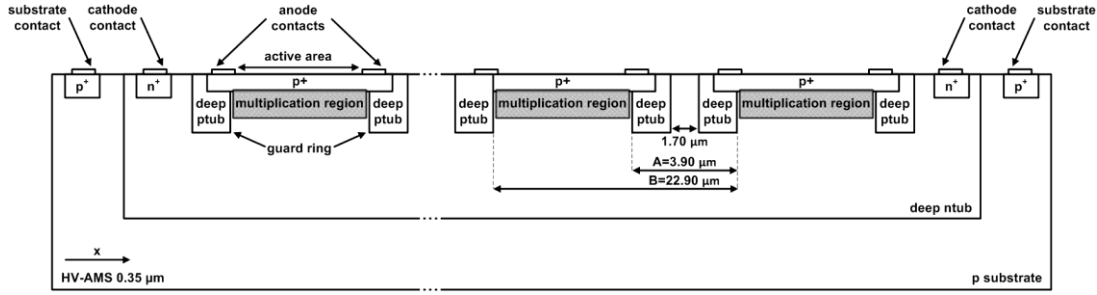 substrate
contact
cathode
contact
anode
contacts
cathode
contact
substrate
contact
active area
p+
n+
p+
p+
p+
n+
p+
deep
ptub
multiplication region
deep
ptub
deep
ptub
multiplication region
deep
ptub
deep
ptub
multiplication region
deep
ptub
guard ring
1.70 μm
A=3.90 μm
B=22.90 μm
deep ntub
x
HV-AMS 0.35 μm
p substrate